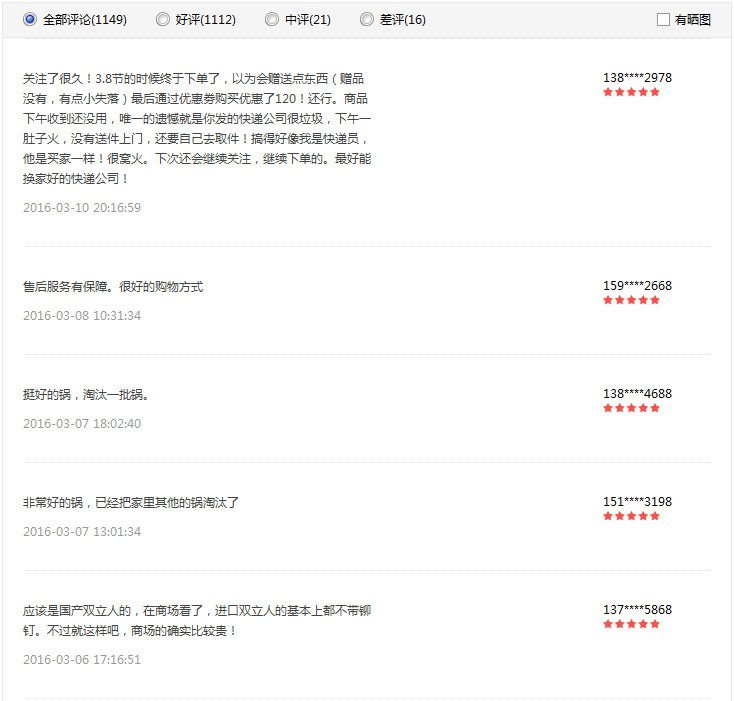 全部评论(1149) 好评(1112) 中评(21) 差评(16) 有晒图
关注了很久！3.8节的时候终于下单了，以为会赠送点东西（赠品
没有，有点小失落）最后通过优惠券购买优惠了120！还行。商品
下午收到还没用，唯一的遗憾就是你发的快递公司很垃圾，下午一
肚子火，没有送件上门，还要自己去取件！搞得好像我是快递员，
他是买家一样！很窝火。下次还会继续关注，继续下单的。最好能
换家好的快递公司！
2016-03-10 20:16:59
138****2978
售后服务有保障。很好的购物方式
2016-03-08 10:31:34
159****2668
挺好的锅，淘汰一批锅。
2016-03-07 18:02:40
138****4688
非常好的锅，已经把家里其他的锅淘汰了
2016-03-07 13:01:34
151****3198
应该是国产双立人的，在商场看了，进口双立人的基本上都不带铆
钉。不过就这样吧，商场的确实比较贵！
2016-03-06 17:16:51
137****5868